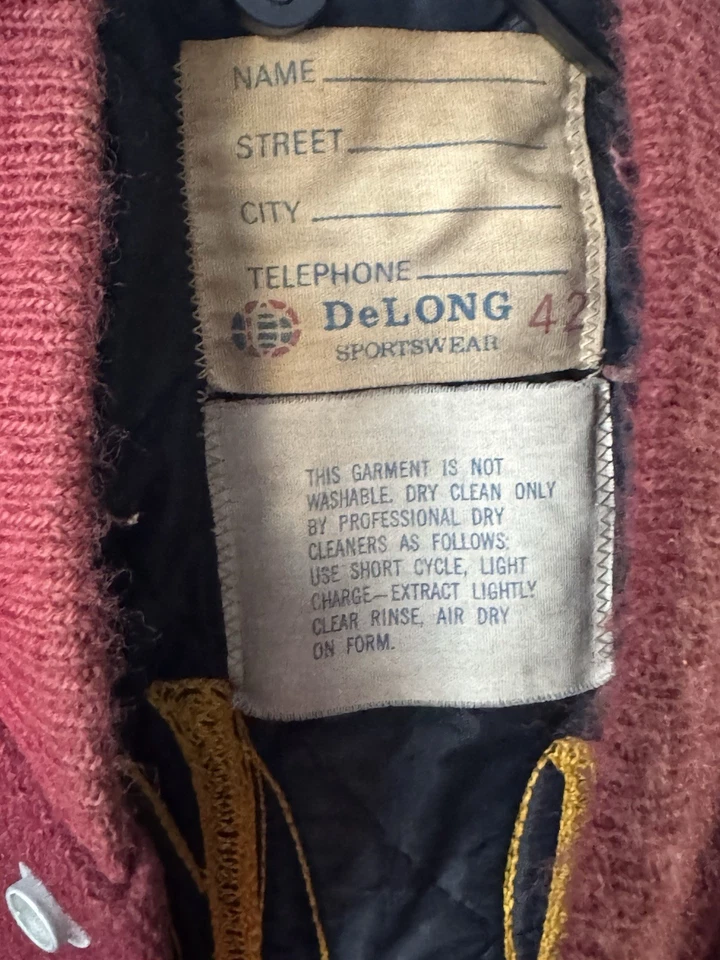 NAME
STREET
CITY
TELEPHONE
DeLONG 42
SPORTSWEAR
THIS GARMENT IS NOT
WASHABLE. DRY CLEAN ONLY
BY PROFESSIONAL DRY
CLEANERS AS FOLLOWS:
USE SHORT CYCLE, LIGHT
CHARGE—EXTRACT LIGHTLY
CLEAR RINSE, AIR DRY
ON FORM.